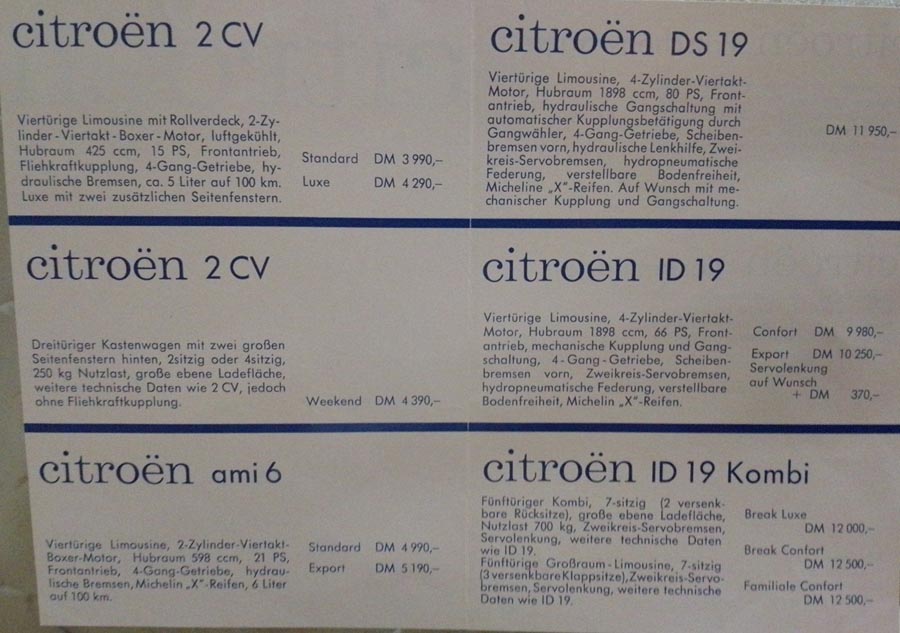 citroën 2 CV
Viertürige Limousine mit Rollverdeck, 2-Zy-
linder-Viertakt-Boxer-Motor, luftgekühlt,
Hubraum 425 ccm, 15 PS, Frontantrieb,
Fliehkraftkupplung, 4-Gang-Getriebe, hy-
draulische Bremsen, ca. 5 Liter auf 100 km.
Luxe mit zwei zusätzlichen Seitenfenstern.
Standard DM 3 990,–
Luxe DM 4 290,–
citroën 2 CV
Dreitüriger Kastenwagen mit zwei großen
Seitenfenstern hinten, 2sitzig oder 4sitzig,
250 kg Nutzlast, große ebene Ladefläche,
weitere technische Daten wie 2 CV, jedoch
ohne Fliehkraftkupplung.
Weekend DM 4 390,–
citroën ami 6
Viertürige Limousine, 2-Zylinder-Viertakt-
Boxer-Motor, Hubraum 598 ccm, 21 PS,
Frontantrieb, 4-Gang-Getriebe, hydrau-
lische Bremsen, Michelin „X“-Reifen, 6 Liter
auf 100 km.
Standard DM 4 990,–
Export DM 5 190,–
citroën DS 19
Viertürige Limousine, 4-Zylinder-Viertakt-
Motor, Hubraum 1898 ccm, 80 PS, Front-
antrieb, hydraulische Gangschaltung mit
automatischer Kupplungsbetätigung durch
Gangwähler, 4-Gang-Getriebe, Scheiben-
bremsen vorn, hydraulische Lenkhilfe, Zwei-
kreis-Servobremsen, hydropneumatische
Federung, verstellbare Bodenfreiheit,
Micheline „X“-Reifen. Auf Wunsch mit me-
chanischer Kupplung und Gangschaltung.
DM 11 950,–
citroën ID 19
Viertürige Limousine, 4-Zylinder-Viertakt-
Motor, Hubraum 1898 ccm, 66 PS, Front-
antrieb, mechanische Kupplung und Gang-
schaltung, 4-Gang-Getriebe, Scheiben-
bremsen vorn, Zweikreis-Servobremsen,
hydropneumatische Federung, verstellbare
Bodenfreiheit, Michelin „X“-Reifen.
Confort DM 9 980,–
Export DM 10 250,–
Servolenkung
auf Wunsch
+ DM 370,–
citroën ID 19 Kombi
Fünftüriger Kombi, 7-sitzig (2 versenk-
bare Rücksitze), große ebene Ladefläche,
Nutzlast 700 kg, Zweikreis-Servobremsen,
Servolenkung, weitere technische Daten
wie ID 19.
Fünftürige Großraum-Limousine, 7-sitzig
(3 versenkbare Klappsitze), Zweikreis-Servo-
bremsen, Servolenkung, weitere technische
Daten wie ID 19.
Break Luxe
DM 12 000,–
Break Confort
DM 12 500,–
Familiale Confort
DM 12 500,–